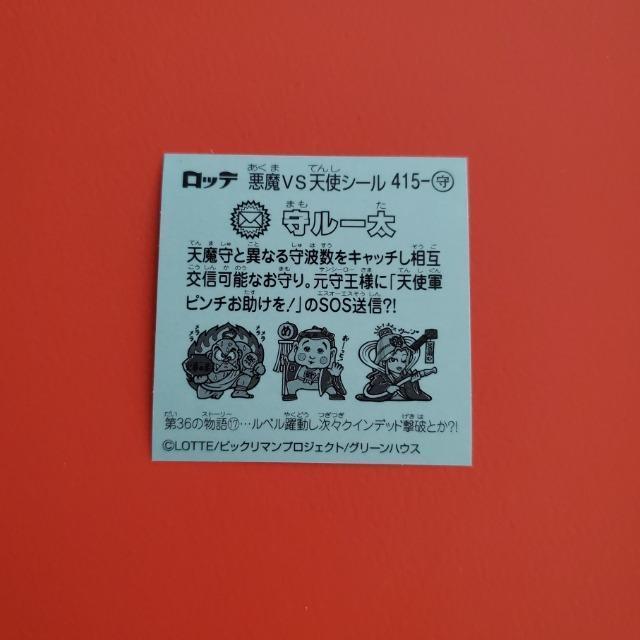 ロッテ 悪魔VS天使シール 415-守
守ルー太
天魔守と異なる守波数をキャッチし相互
交信可能なお守り。元守王様に「天使軍
ピンチお助けを!」のSOS送信?!
め
第36の物語⑰…ルベル躍動し次々クインデッド撃破とか?!
©LOTTE/ビックリマンプロジェクト/グリーンハウス